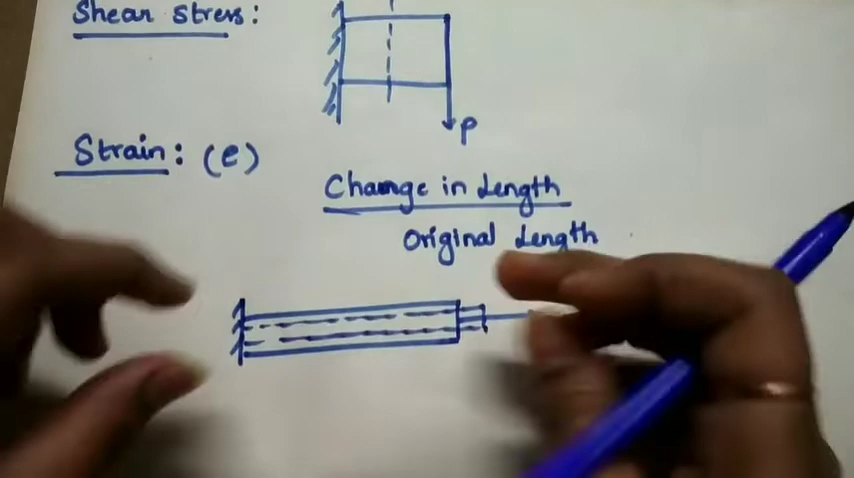 Shear stress:
P
Strain: (e)
Change in Length
Original Length